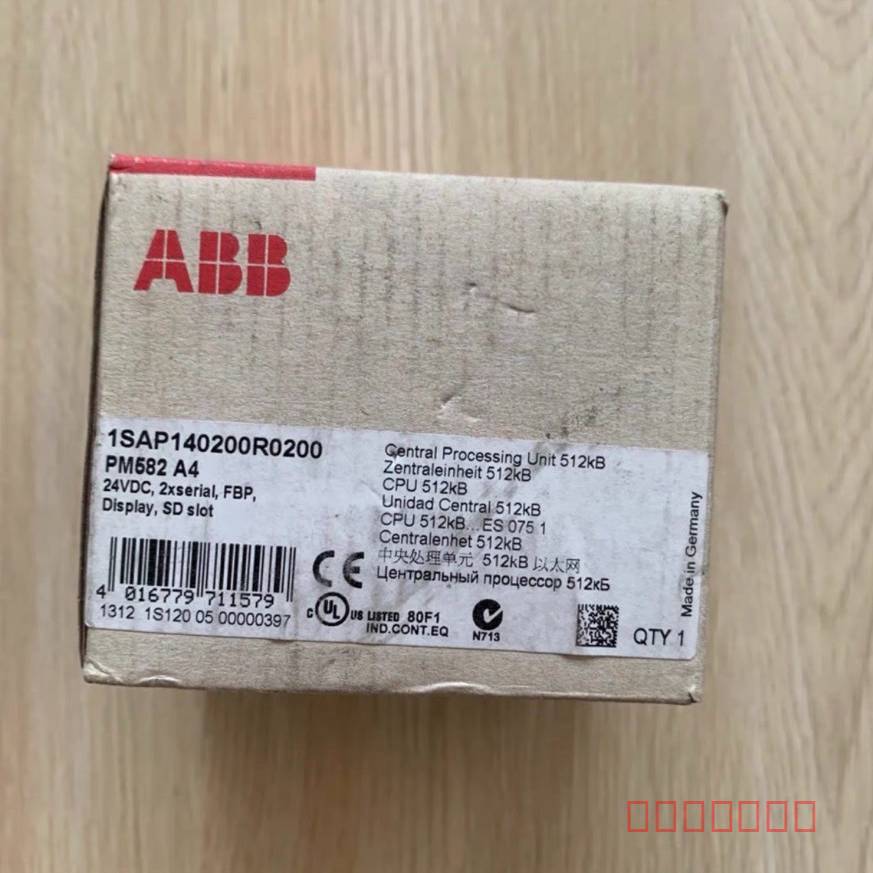 ABB
1SAP140200R0200
PM582 A4
24VDC, 2xserial, FBP,
Display, SD slot
4 016779 711579
1312 1S120 05 00000397
Central Processing Unit 512kB
Zentraleinheit 512kB
CPU 512kB
Unidad Central 512kB
CPU 512kB... ES 075 1
Centralenhet 512kB
中央处理单元 512kB 以太网
Центральный процессор 512кБ
CE
C UL US LISTED 80F1
IND.CONT.EQ
N713
QTY 1
Made in Germany